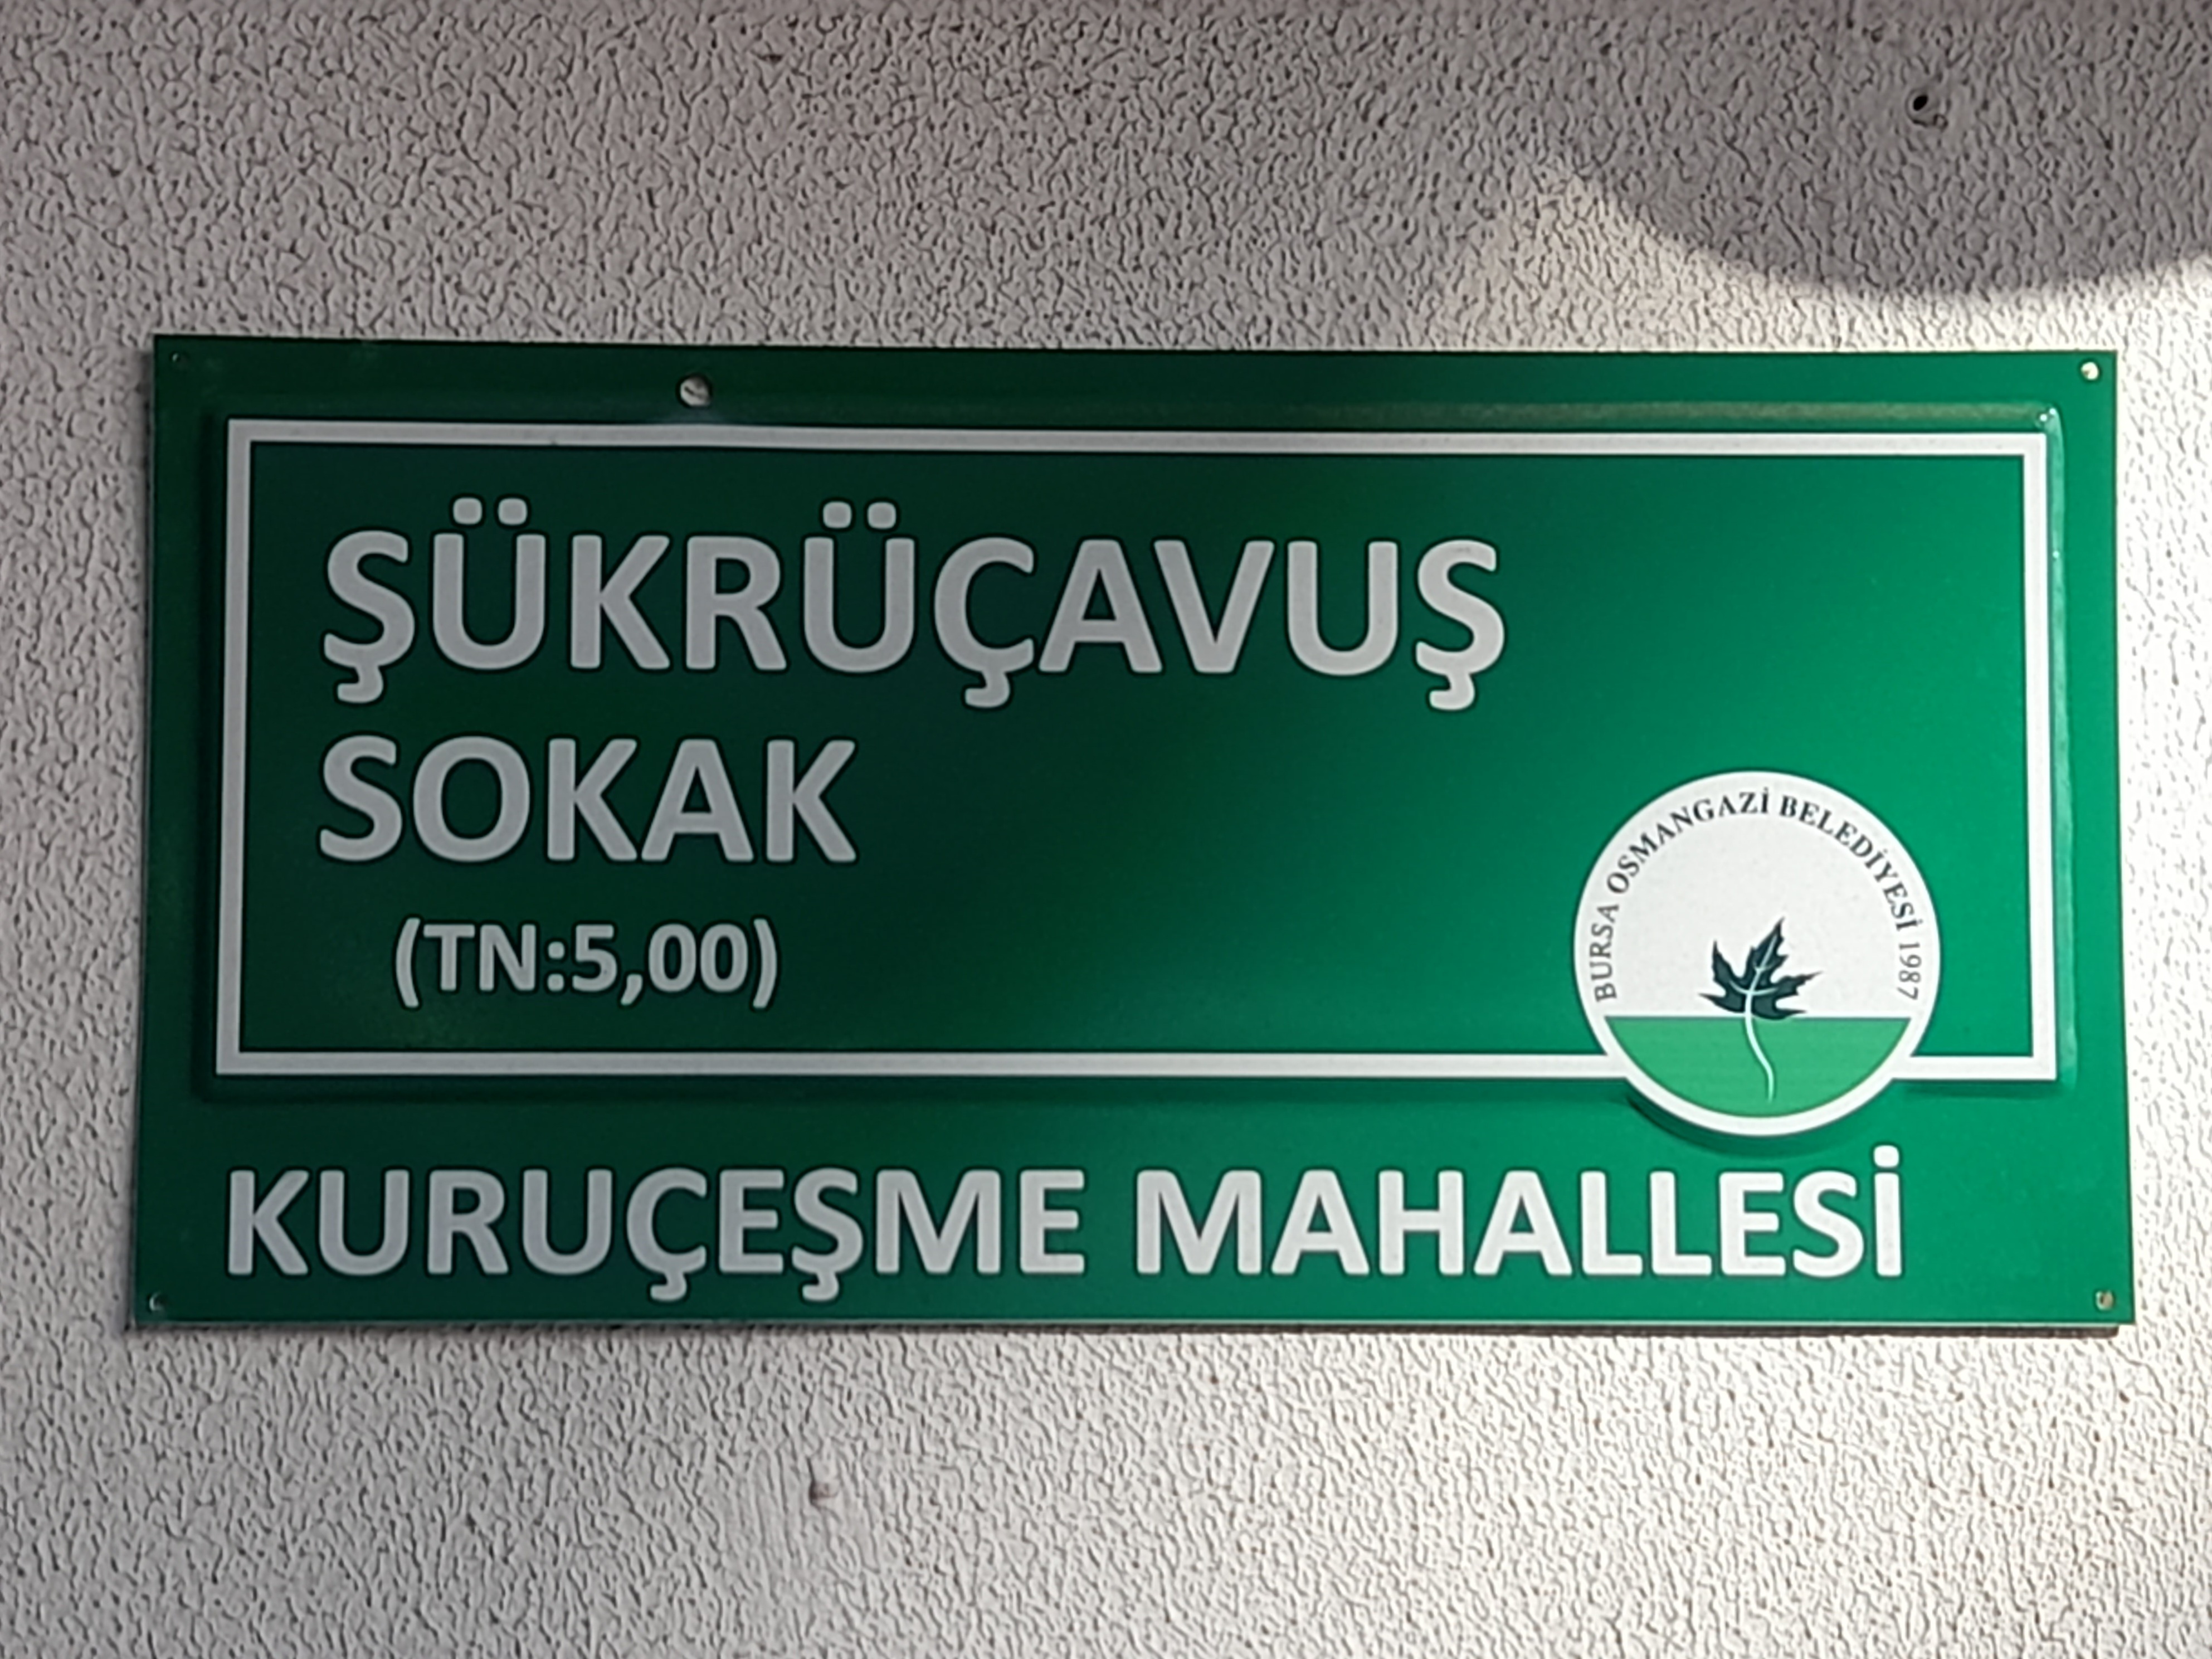 ŞÜKRÜÇAVUŞ
SOKAK
(TN:5,00)
BURSA OSMANGAZİ BELEDİYESİ 1987
KURUÇEŞME MAHALLESİ